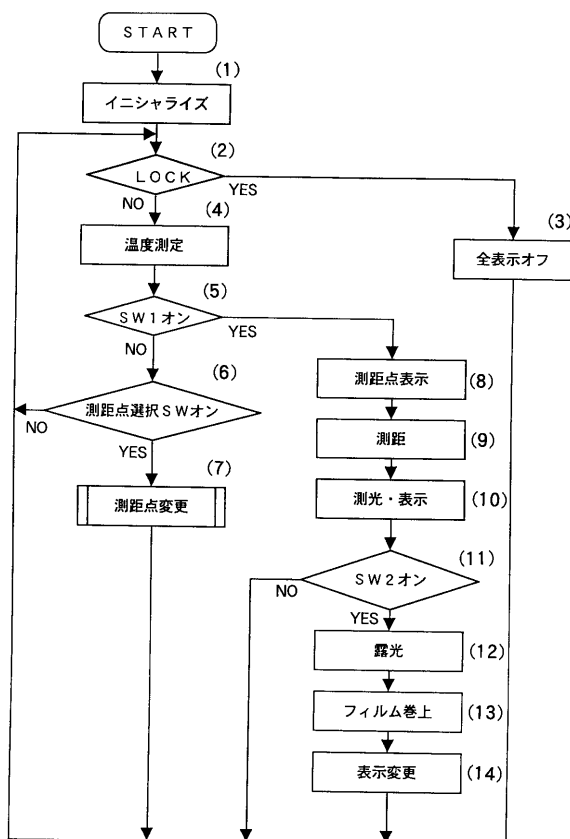 START
(1)
イニシャライズ
(2)
LOCK
YES
NO
(3)
全表示オフ
(4)
温度測定
(5)
SW1オン
YES
NO
(6)
測距点選択SWオン
NO
YES
(7)
測距点変更
測距点表示
(8)
測距
(9)
測光・表示
(10)
(11)
SW2オン
NO
YES
露光
(12)
フィルム巻上
(13)
表示変更
(14)